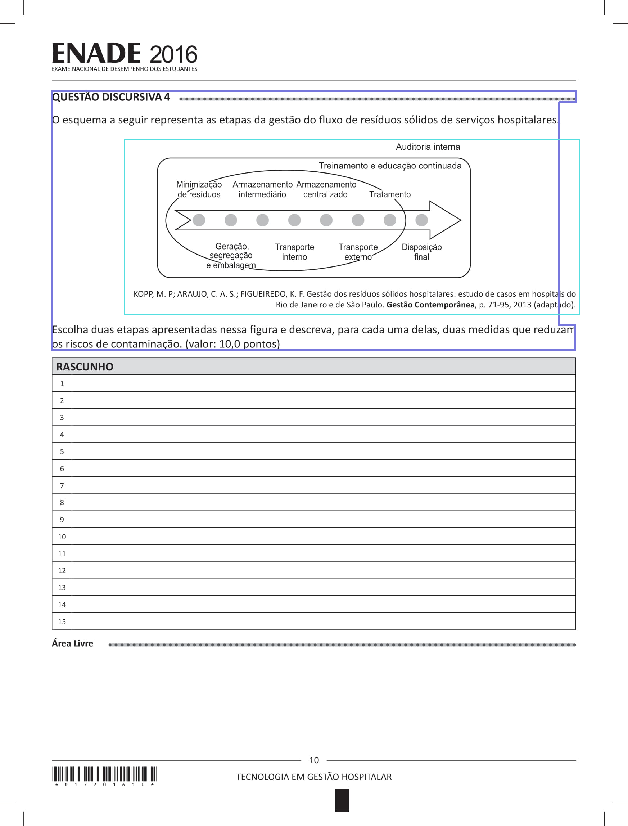 ENADE 2016
EXAME NACIONAL DE DESEMPENHO DOS ESTUDANTES
QUESTÃO DISCURSIVA 4
O esquema a seguir representa as etapas da gestão do fluxo de resíduos sólidos de serviços hospitalares.
Auditoria interna
Treinamento e educação continuada
Minimização de resíduos
Armazenamento intermediário
Armazenamento centralizado
Tratamento
Geração, segregação e embalagem
Transporte interno
Transporte externo
Disposição final
KOPP, M. P.; ARAUJO, C. A. S.; FIGUEIREDO, K. F. Gestão dos resíduos sólidos hospitalares: estudo de casos em hospitais do
Rio de Janeiro e de São Paulo. Gestão Contemporânea, p. 71-95, 2013 (adaptado).
Escolha duas etapas apresentadas nessa figura e descreva, para cada uma delas, duas medidas que reduzam
os riscos de contaminação. (valor: 10,0 pontos)
RASCUNHO
1
2
3
4
5
6
7
8
9
10
11
12
13
14
15
Área Livre
10
TECNOLOGIA EM GESTÃO HOSPITALAR